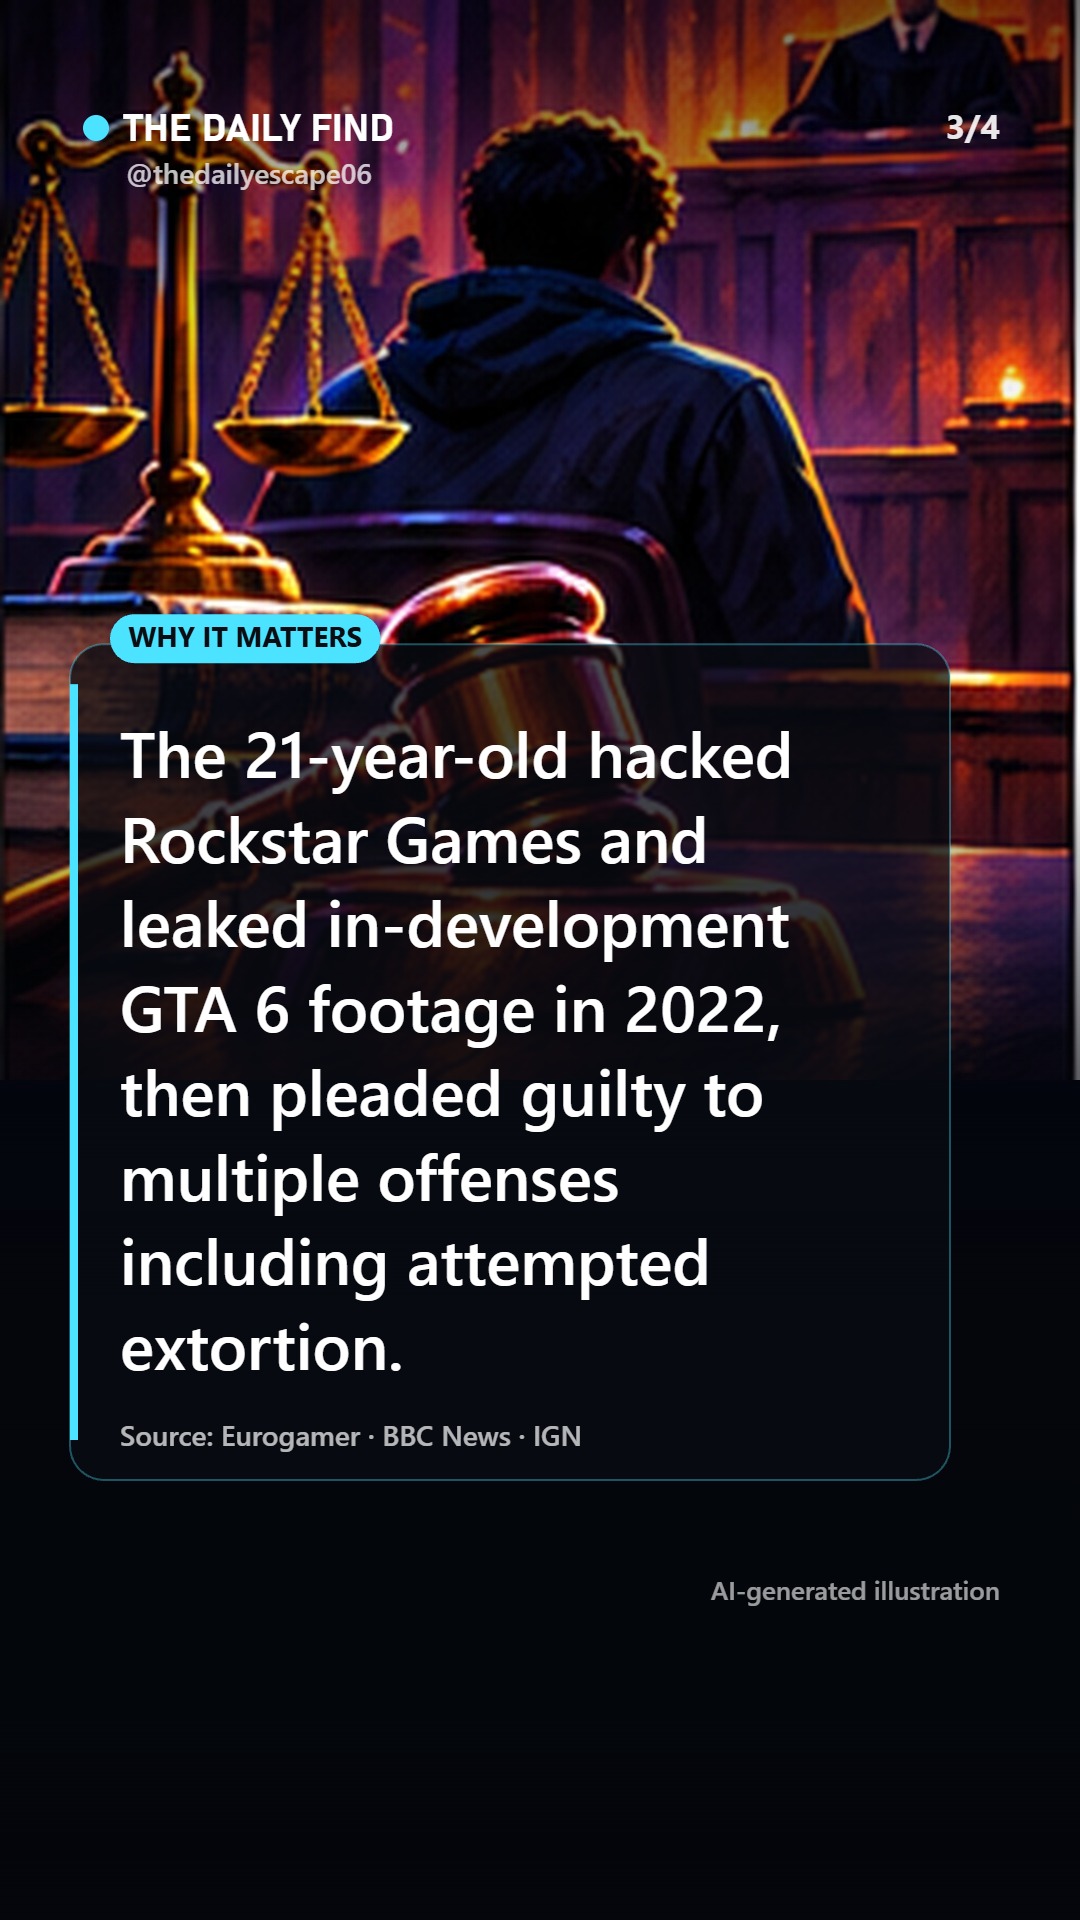 THE DAILY FIND
@thedailyescape06
3/4
WHY IT MATTERS
The 21-year-old hacked
Rockstar Games and
leaked in-development
GTA 6 footage in 2022,
then pleaded guilty to
multiple offenses
including attempted
extortion.
Source: Eurogamer · BBC News · IGN
AI-generated illustration